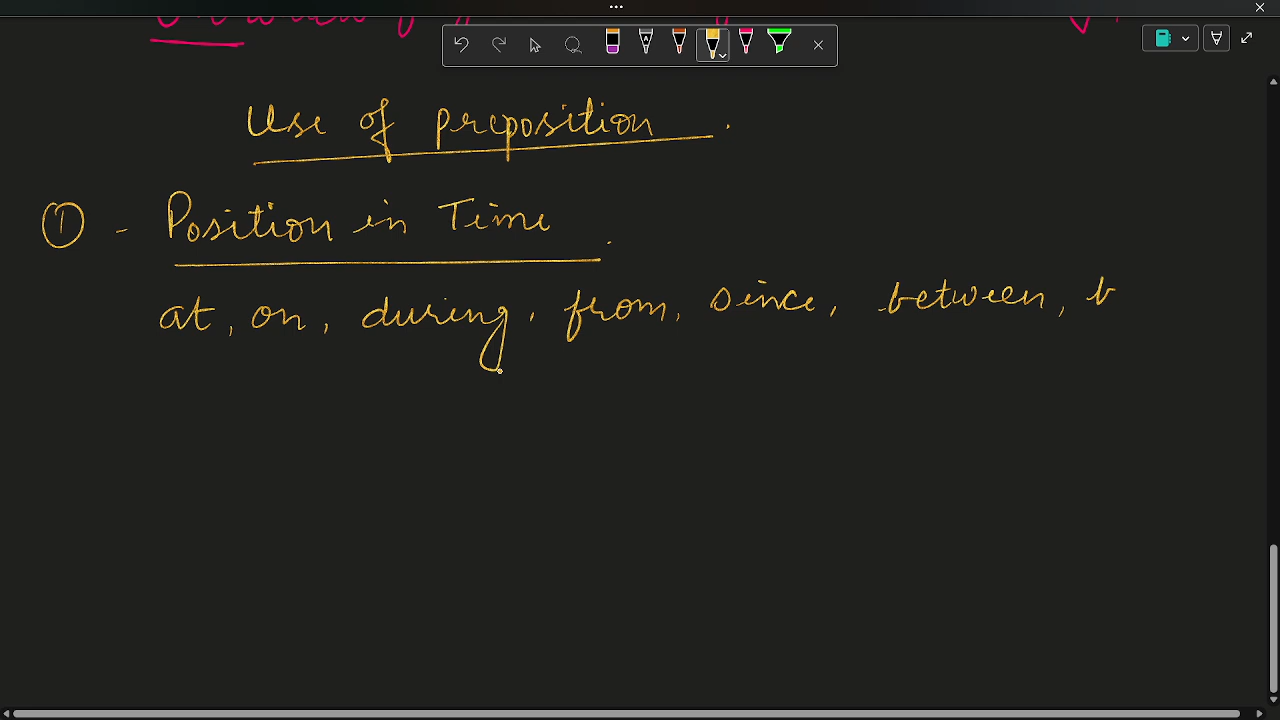 Use of preposition.
① - Position in Time.
at, on, during, from, since, between, b